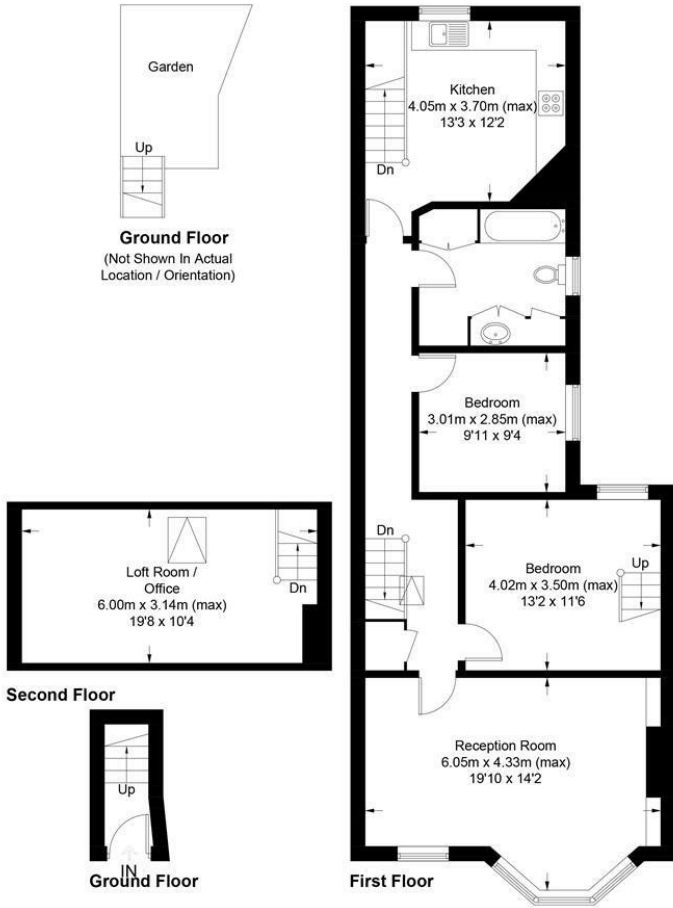 Garden
Up
Ground Floor
(Not Shown In Actual
Location / Orientation)
Kitchen
4.05m x 3.70m (max)
13'3 x 12'2
Dn
Bedroom
3.01m x 2.85m (max)
9'11 x 9'4
Dn
Bedroom
4.02m x 3.50m (max)
13'2 x 11'6
Up
Loft Room /
Office
6.00m x 3.14m (max)
19'8 x 10'4
Dn
Second Floor
Up
IN
Ground Floor
Reception Room
6.05m x 4.33m (max)
19'10 x 14'2
First Floor